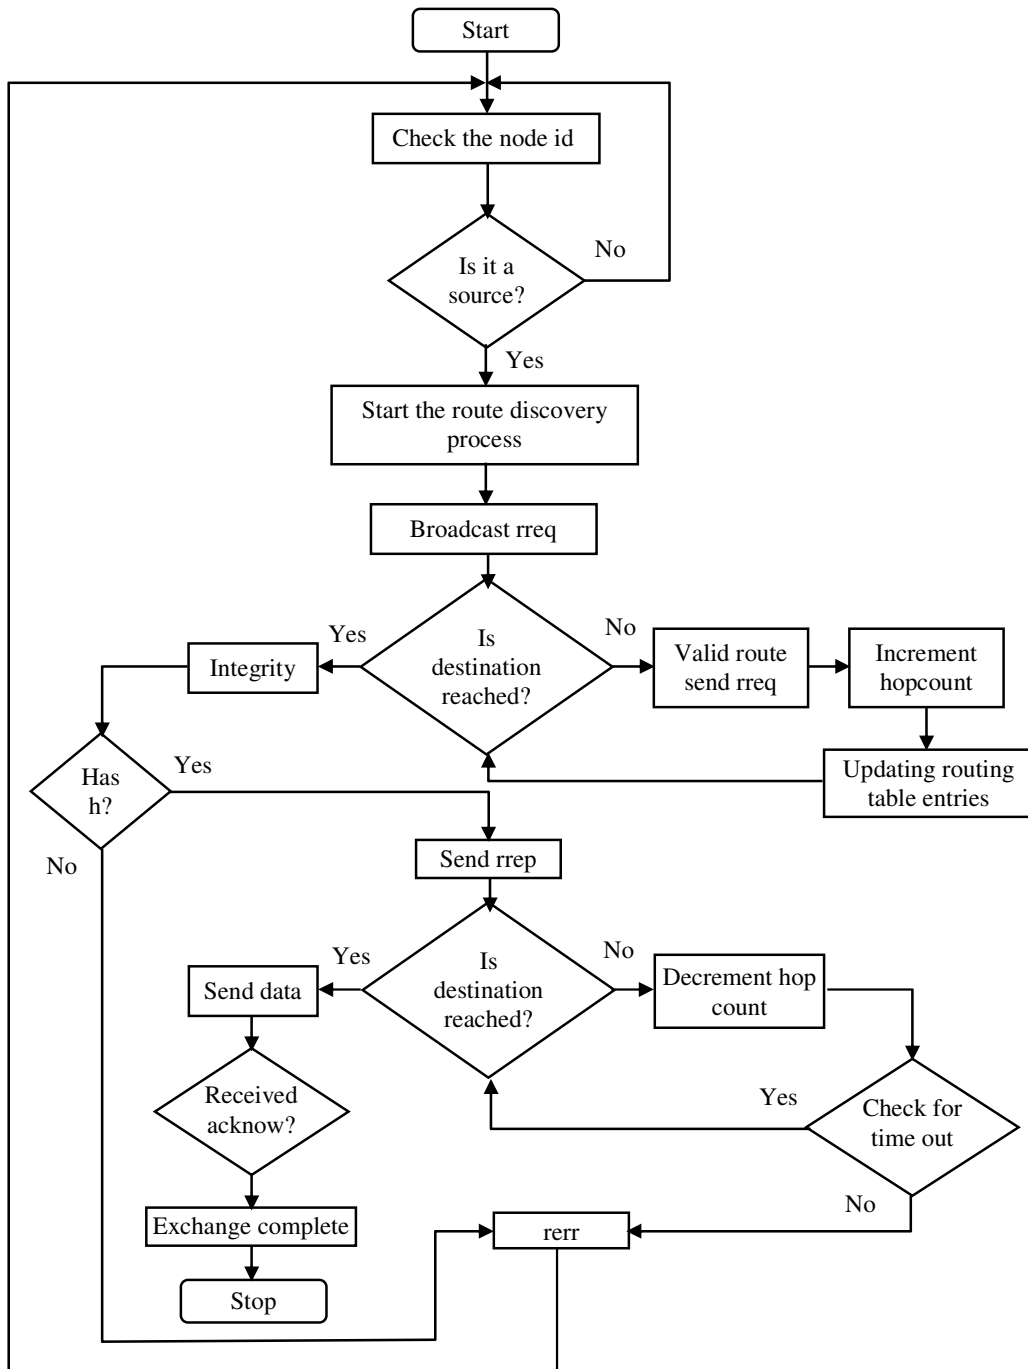 Start
Check the node id
Is it a
source?
No
Yes
Start the route discovery
process
Broadcast rreq
Is
destination
reached?
Yes
No
Integrity
Valid route
send rreq
Increment
hopcount
Updating routing
table entries
Has
h?
Yes
No
Send rrep
Is
destination
reached?
Yes
No
Send data
Decrement hop
count
Received
acknow?
Check for
time out
Yes
No
Exchange complete
rerr
Stop